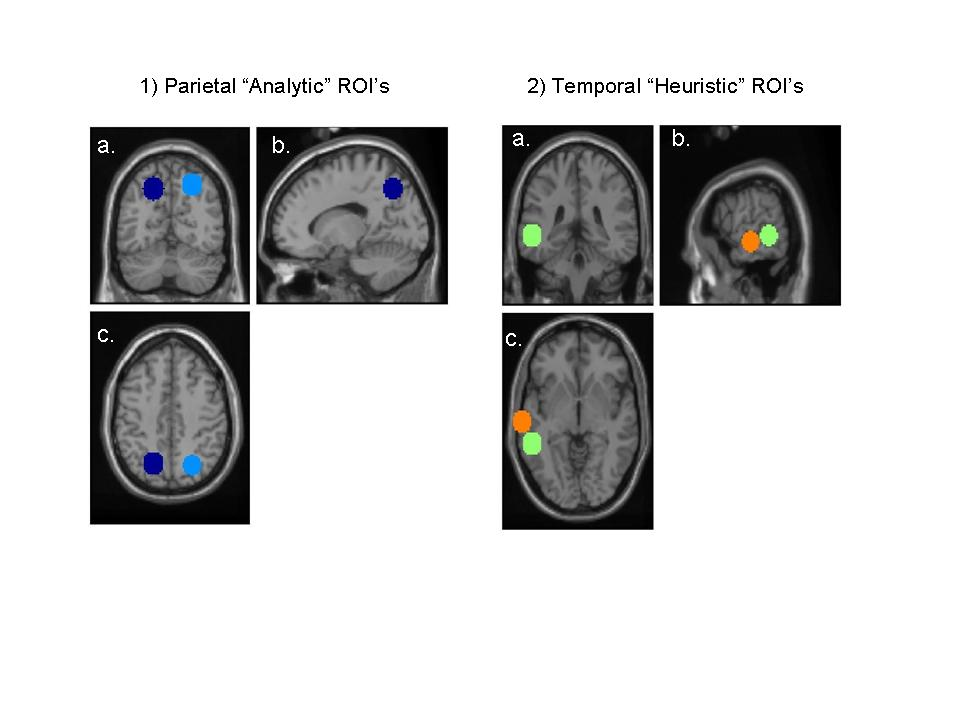 1) Parietal “Analytic” ROI’s
2) Temporal “Heuristic” ROI’s
a.
b.
c.
a.
b.
c.